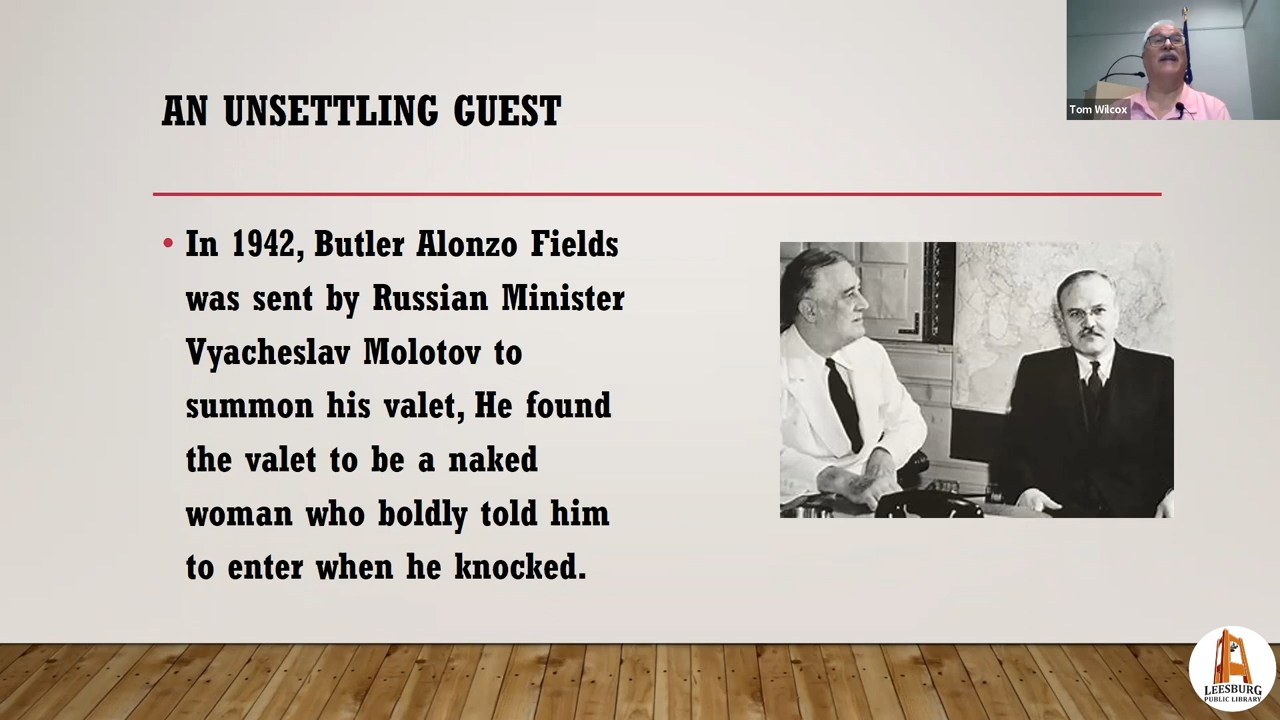 AN UNSETTLING GUEST
Tom Wilcox
• In 1942, Butler Alonzo Fields
was sent by Russian Minister
Vyacheslav Molotov to
summon his valet, He found
the valet to be a naked
woman who boldly told him
to enter when he knocked.
LEESBURG
PUBLIC LIBRARY